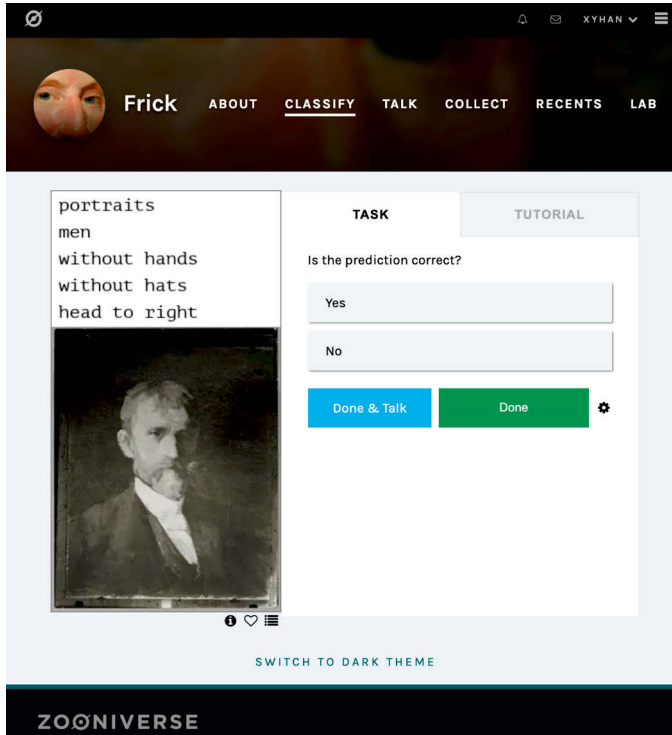 XYHAN
Frick
ABOUT CLASSIFY TALK COLLECT RECENTS LAB
portraits
men
without hands
without hats
head to right
TASK TUTORIAL
Is the prediction correct?
Yes
No
Done & Talk Done
SWITCH TO DARK THEME
ZOONIVERSE